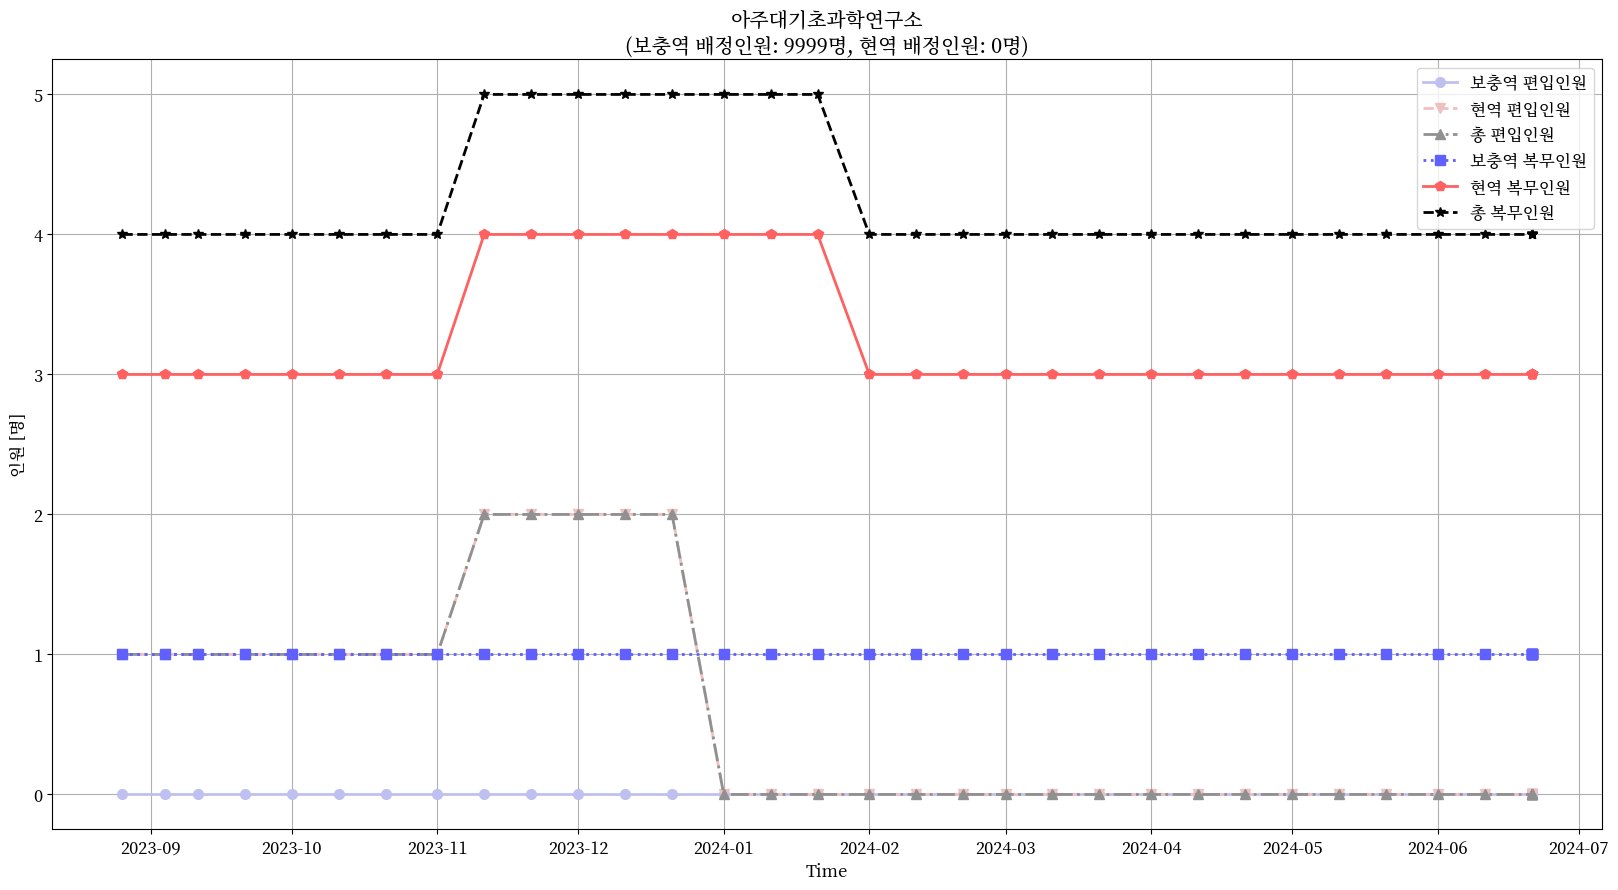 아주대기초과학연구소
(보충역 배정인원: 9999명, 현역 배정인원: 0명)
보충역 편입인원
현역 편입인원
총 편입인원
보충역 복무인원
현역 복무인원
총 복무인원
인원 [명]
5
4
3
2
1
0
2023-09
2023-10
2023-11
2023-12
2024-01
2024-02
2024-03
2024-04
2024-05
2024-06
2024-07
Time